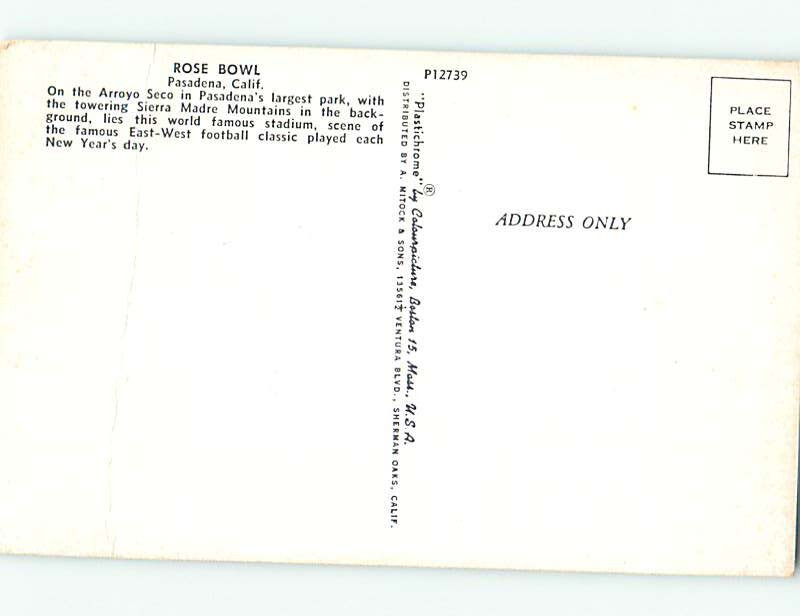 ROSE BOWL
Pasadena, Calif.
On the Arroyo Seco in Pasadena's largest park, with
the towering Sierra Madre Mountains in the back-
ground, lies this world famous stadium, scene of
the famous East-West football classic played each
New Year's day.
P12739
"Plastichrome"® by Colourpicture, Boston 15, Mass., U.S.A.
DISTRIBUTED BY A. MITOCK & SONS, 13561½ VENTURA BLVD., SHERMAN OAKS, CALIF.
PLACE
STAMP
HERE
ADDRESS ONLY